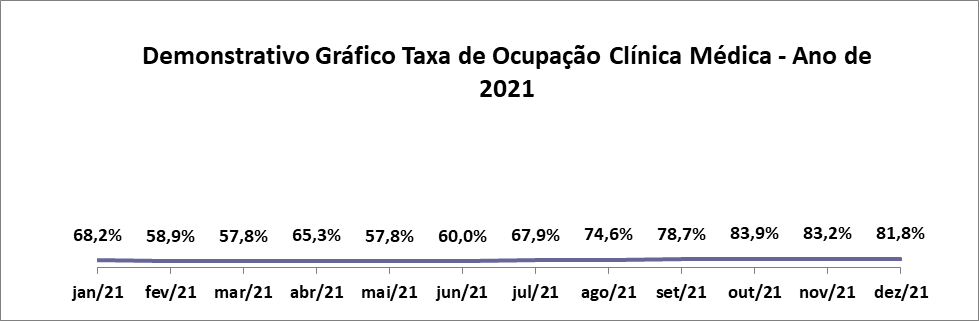 Demonstrativo Gráfico Taxa de Ocupação Clínica Médica - Ano de
2021
68,2% 58,9% 57,8% 65,3% 57,8% 60,0% 67,9% 74,6% 78,7% 83,9% 83,2% 81,8%
jan/21 fev/21 mar/21 abr/21 mai/21 jun/21 jul/21 ago/21 set/21 out/21 nov/21 dez/21